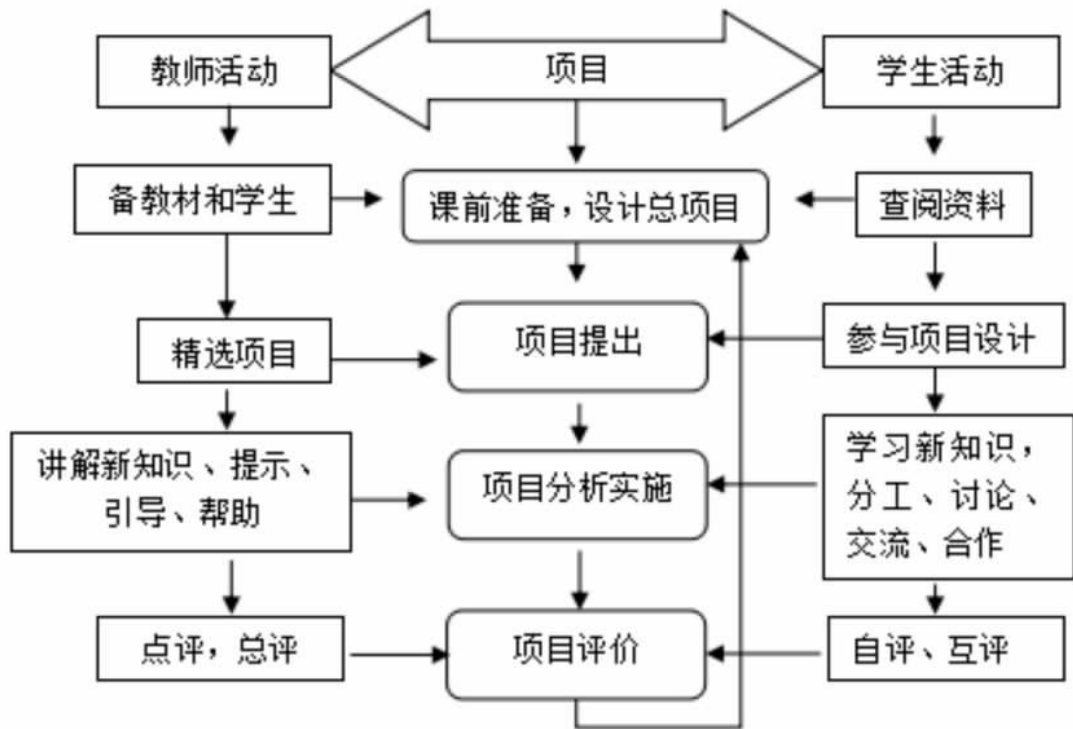 教师活动
项目
学生活动
备教材和学生
课前准备，设计总项目
查阅资料
精选项目
项目提出
参与项目设计
讲解新知识、提示、
引导、帮助
项目分析实施
学习新知识，
分工、讨论、
交流、合作
点评，总评
项目评价
自评、互评